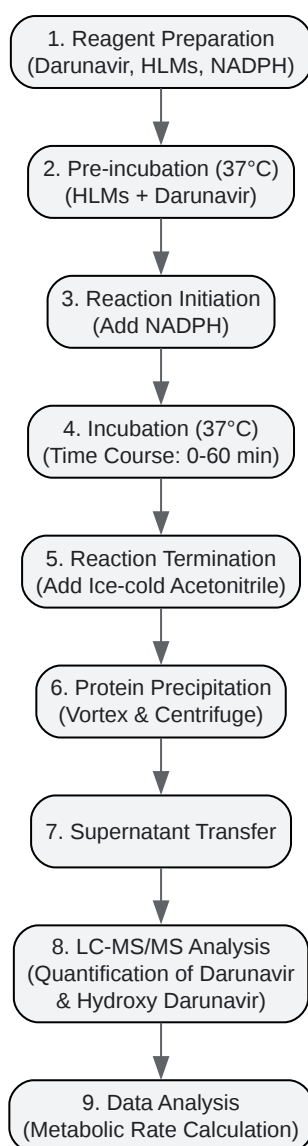 1. Reagent Preparation
(Darunavir, HLMs, NADPH)
2. Pre-incubation (37°C)
(HLMs + Darunavir)
3. Reaction Initiation
(Add NADPH)
4. Incubation (37°C)
(Time Course: 0-60 min)
5. Reaction Termination
(Add Ice-cold Acetonitrile)
6. Protein Precipitation
(Vortex & Centrifuge)
7. Supernatant Transfer
8. LC-MS/MS Analysis
(Quantification of Darunavir
& Hydroxy Darunavir)
9. Data Analysis
(Metabolic Rate Calculation)